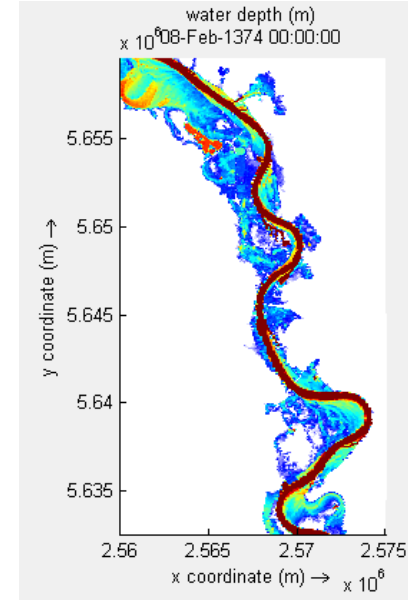 water depth (m)
x 10^6 08-Feb-1374 00:00:00
5.655
5.65
5.645
5.64
5.635
y coordinate (m) →
2.56 2.565 2.57 2.575
x coordinate (m) → x 10^6